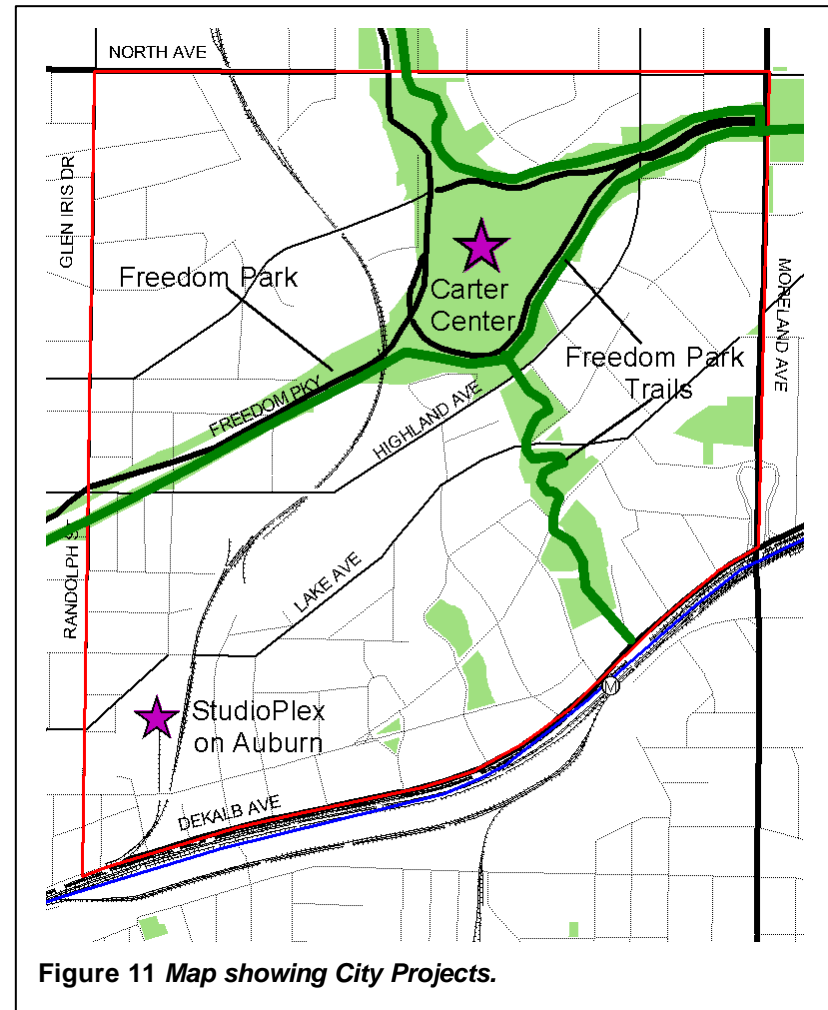 NORTH AVE
GLEN IRIS DR
Freedom Park
Carter
Center
MORELAND AVE
Freedom Park
Trails
FREEDOM PKY
HIGHLAND AVE
RANDOLPH ST
LAKE AVE
StudioPlex
on Auburn
M
DEKALB AVE
Figure 11 Map showing City Projects.